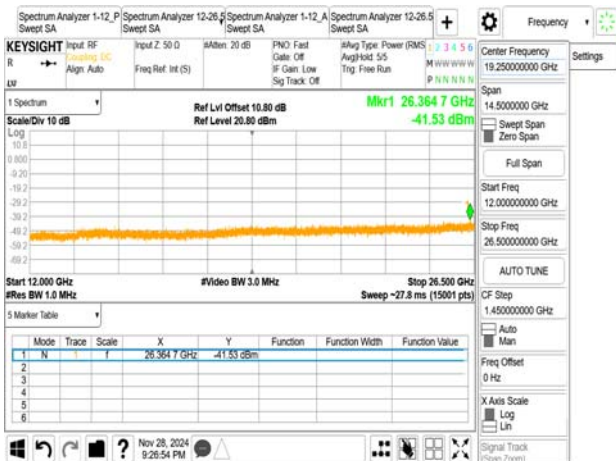 Spectrum Analyzer 1-12_P
Swept SA
Spectrum Analyzer 12-26.5
Swept SA
Spectrum Analyzer 1-12_A
Swept SA
Spectrum Analyzer 12-26.5
Swept SA
+
Frequency
KEYSIGHT
R
Input: RF
Coupling: DC
Align: Auto
Input Z: 50 Ω
Freq Ref: Int (S)
#Atten: 20 dB
PNO: Fast
Gate: Off
IF Gain: Low
Sig Track: Off
#Avg Type: Power (RMS
Avg|Hold: 5/5
Trig: Free Run
1 2 3 4 5 6
M W W W W W
P N N N N N
Settings
1 Spectrum
Scale/Div 10 dB
Ref Lvl Offset 10.80 dB
Ref Level 20.80 dBm
Mkr1 26.364 7 GHz
-41.53 dBm
Log
10.8
0.800
-9.20
-19.2
-29.2
-39.2
-49.2
-59.2
-69.2
Start 12.000 GHz
#Res BW 1.0 MHz
#Video BW 3.0 MHz
Stop 26.500 GHz
Sweep ~27.8 ms (15001 pts)
5 Marker Table
Mode Trace Scale X Y Function Function Width Function Value
1 N 1 f 26.364 7 GHz -41.53 dBm
2
3
4
5
6
Center Frequency
19.250000000 GHz
Span
14.5000000 GHz
Swept Span
Zero Span
Full Span
Start Freq
12.000000000 GHz
Stop Freq
26.500000000 GHz
AUTO TUNE
CF Step
1.450000000 GHz
Auto
Man
Freq Offset
0 Hz
X Axis Scale
Log
Lin
Signal Track
(Span Zoom)
?
Nov 28, 2024
9:26:54 PM